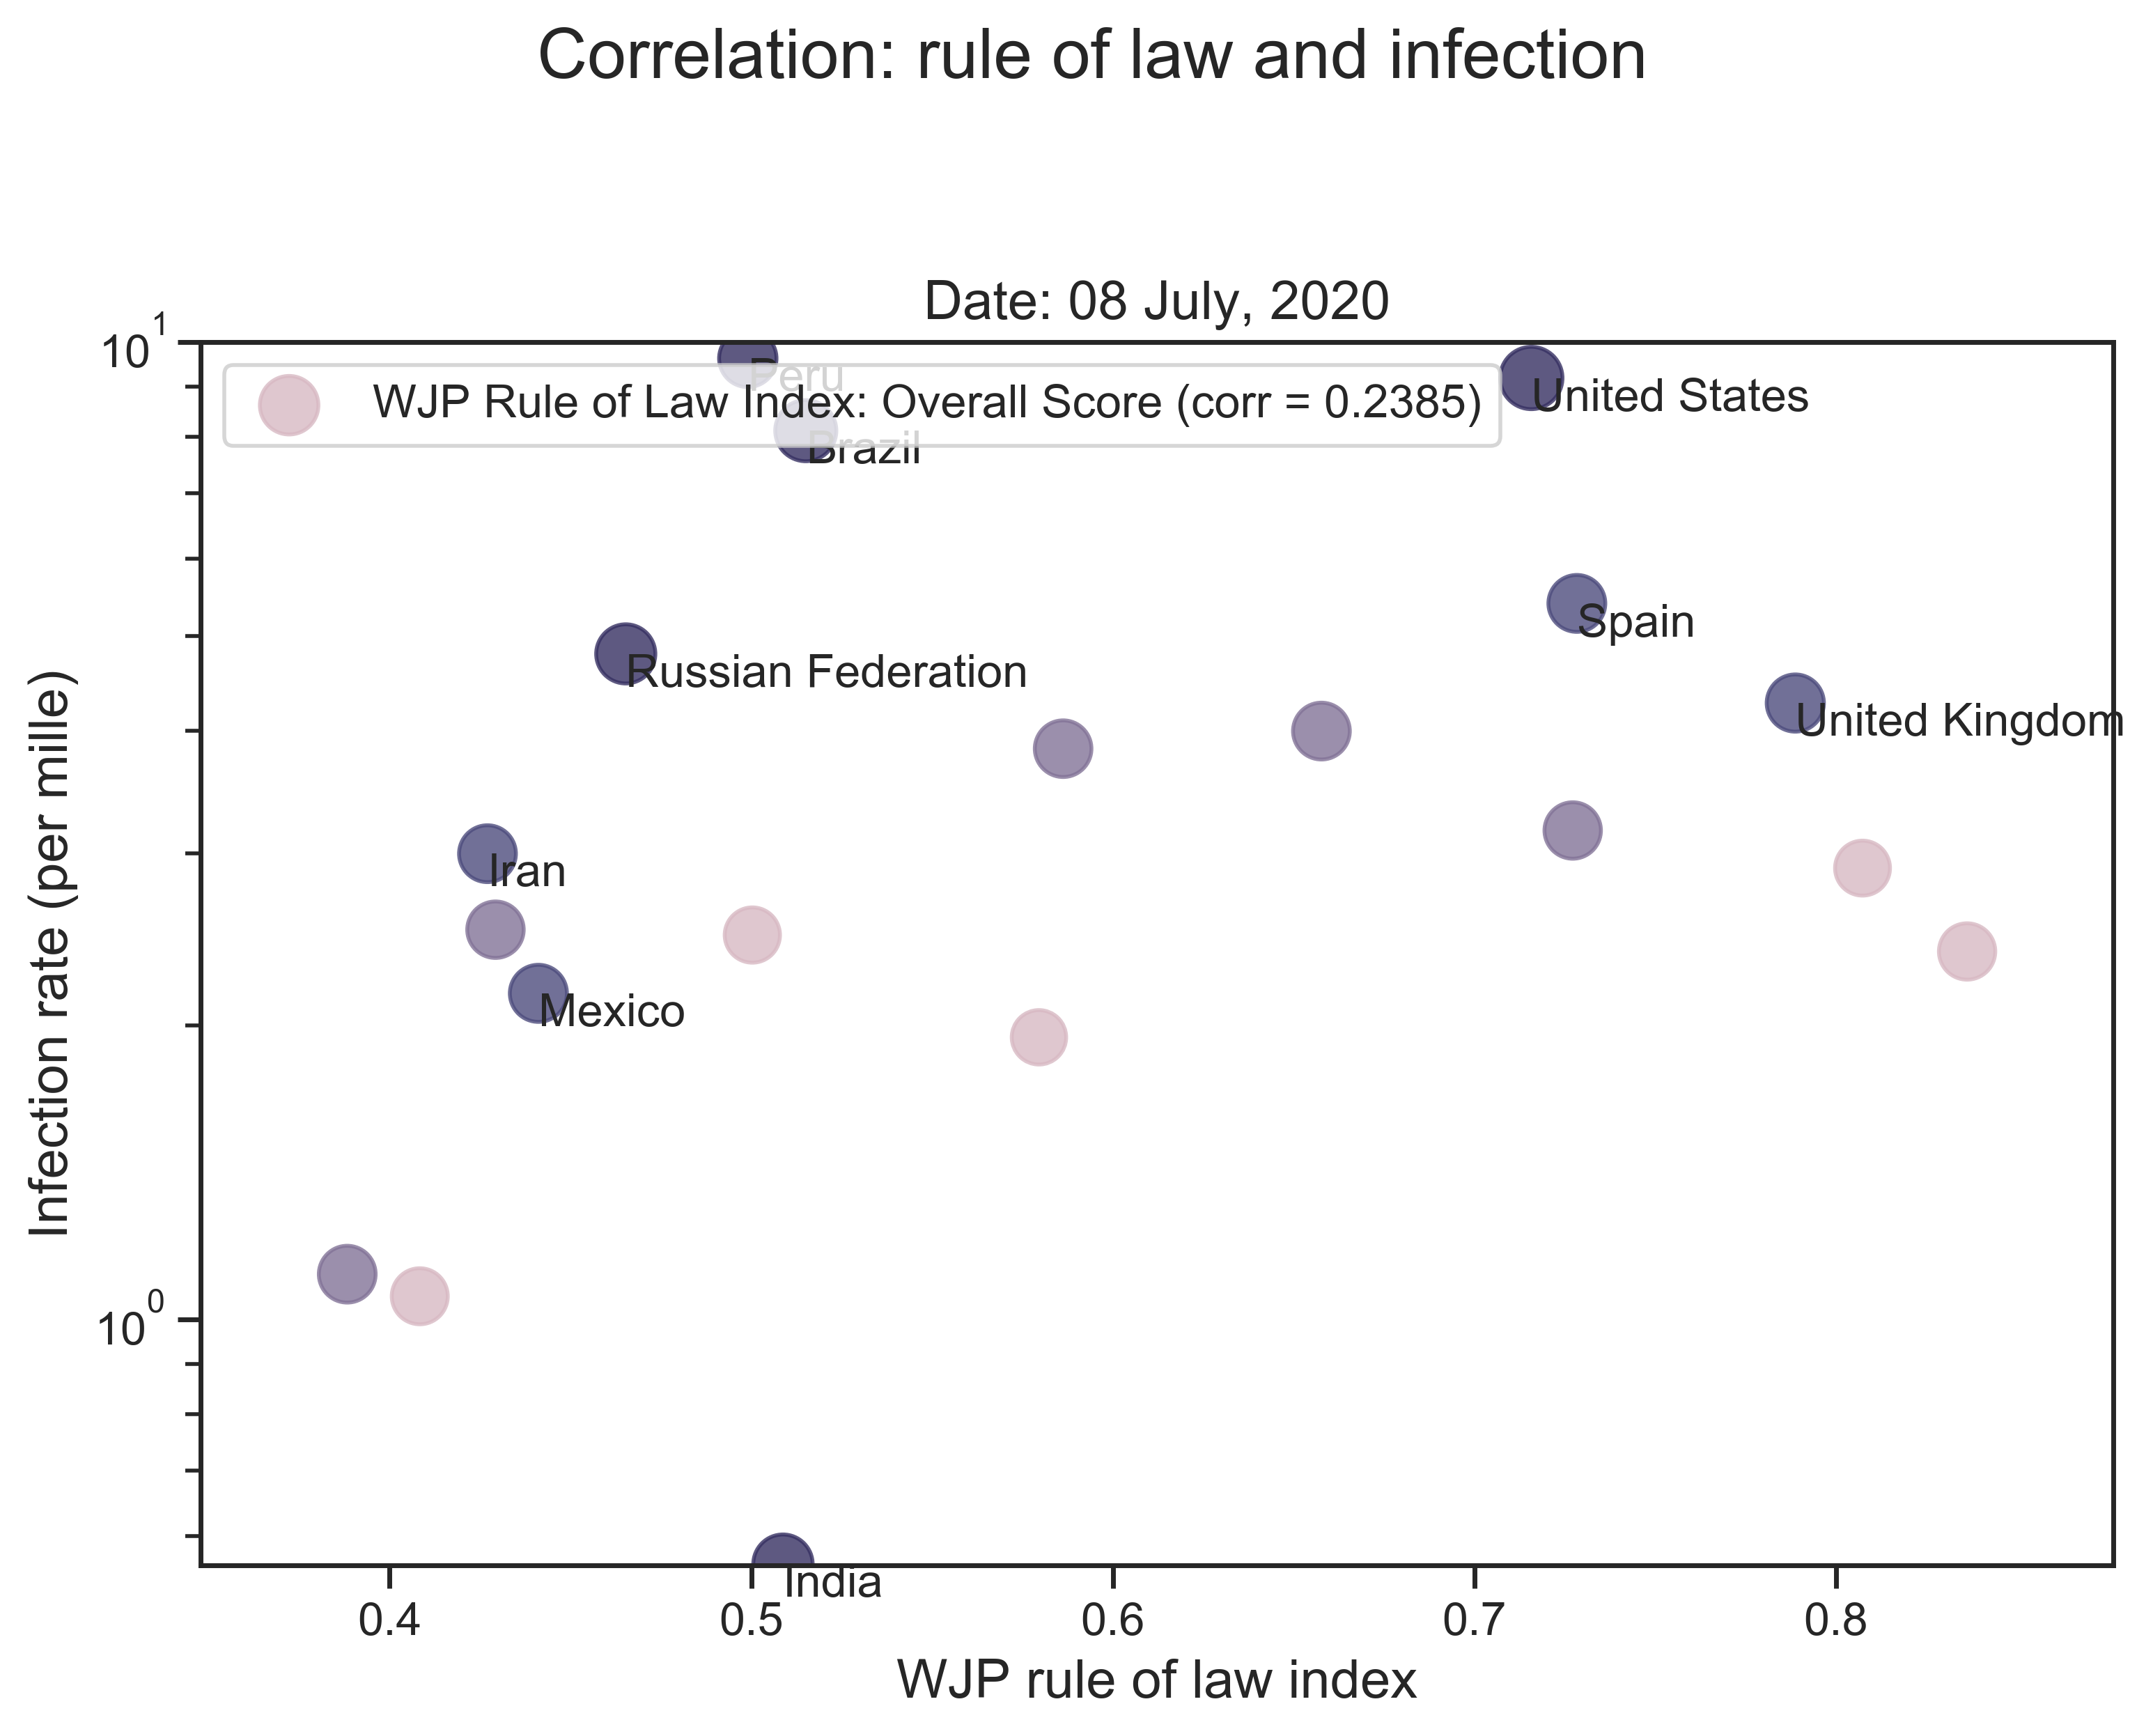 Correlation: rule of law and infection
Date: 08 July, 2020
10^1
Peru
WJP Rule of Law Index: Overall Score (corr = 0.2385)
United States
Brazil
Spain
Russian Federation
United Kingdom
Iran
Mexico
Infection rate (per mille)
10^0
India
0.4 0.5 0.6 0.7 0.8
WJP rule of law index